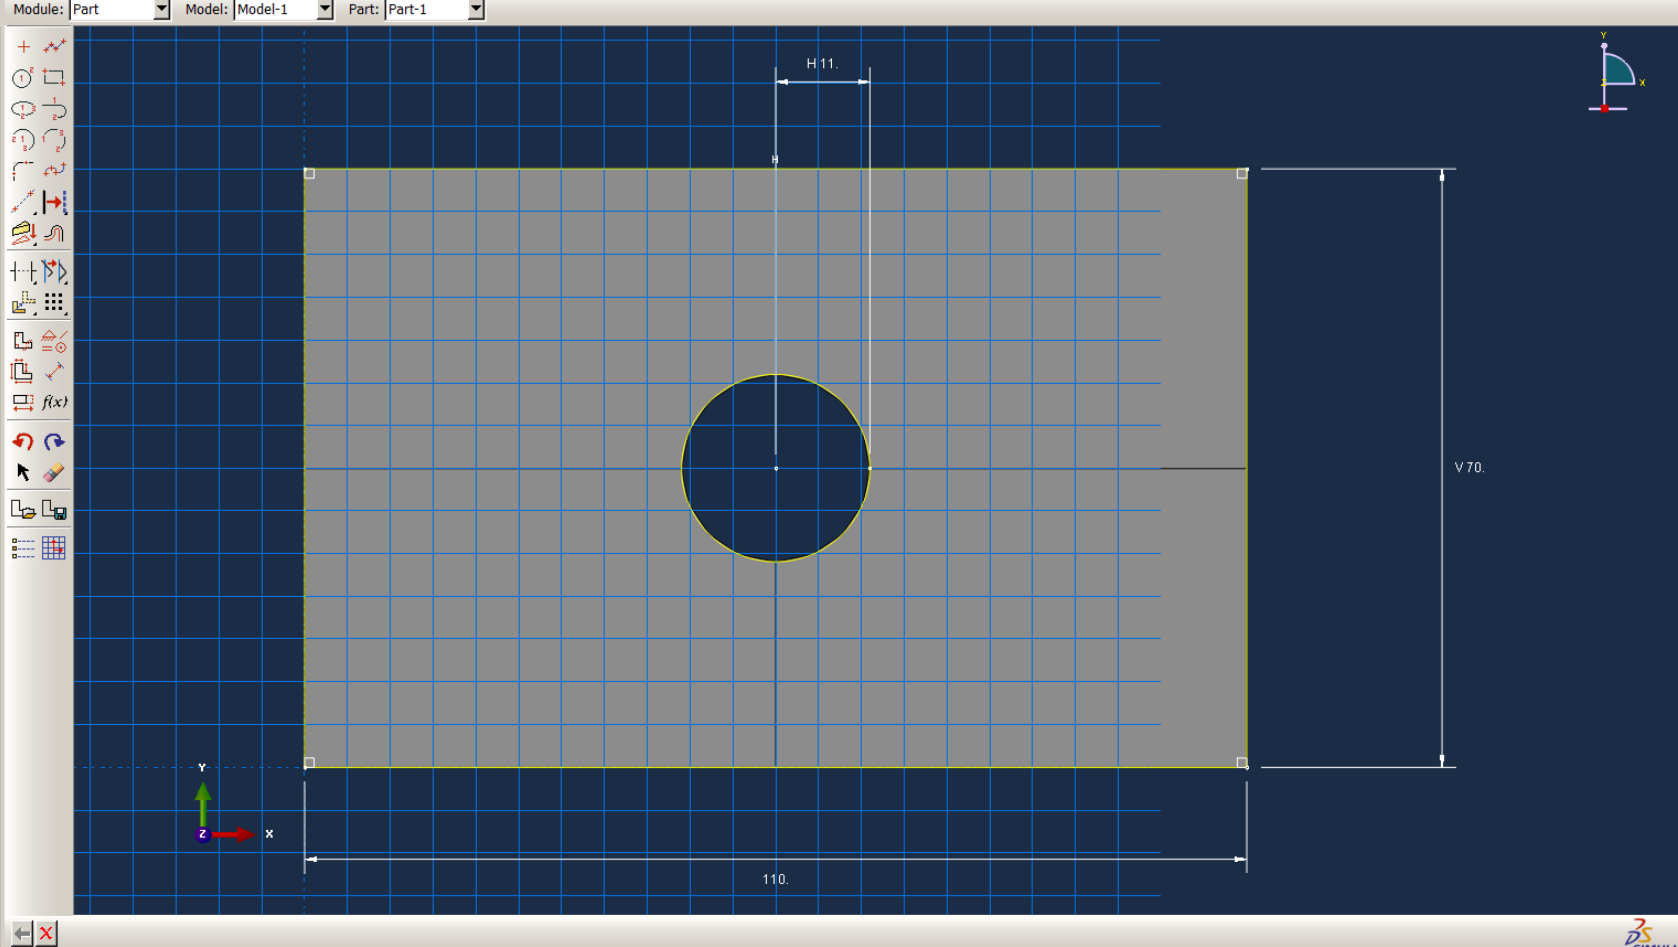 Module: Part Model: Model-1 Part: Part-1
Y
X
Z
H 11.
H
V 70.
f(x)
Y
Z X
110.